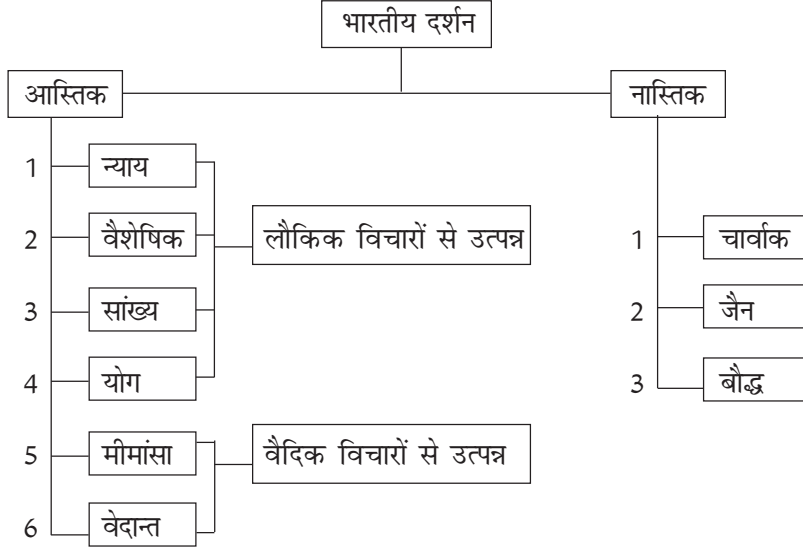 भारतीय दर्शन
आस्तिक
नास्तिक
1 न्याय
2 वैशेषिक
लौकिक विचारों से उत्पन्न
3 सांख्य
4 योग
5 मीमांसा
वैदिक विचारों से उत्पन्न
6 वेदान्त
1 चार्वाक
2 जैन
3 बौद्ध